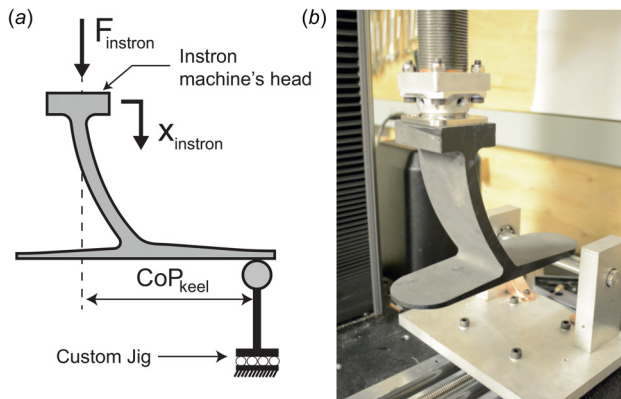 (a)
F instron
Instron
machine's head
x instron
CoP keel
Custom Jig
(b)